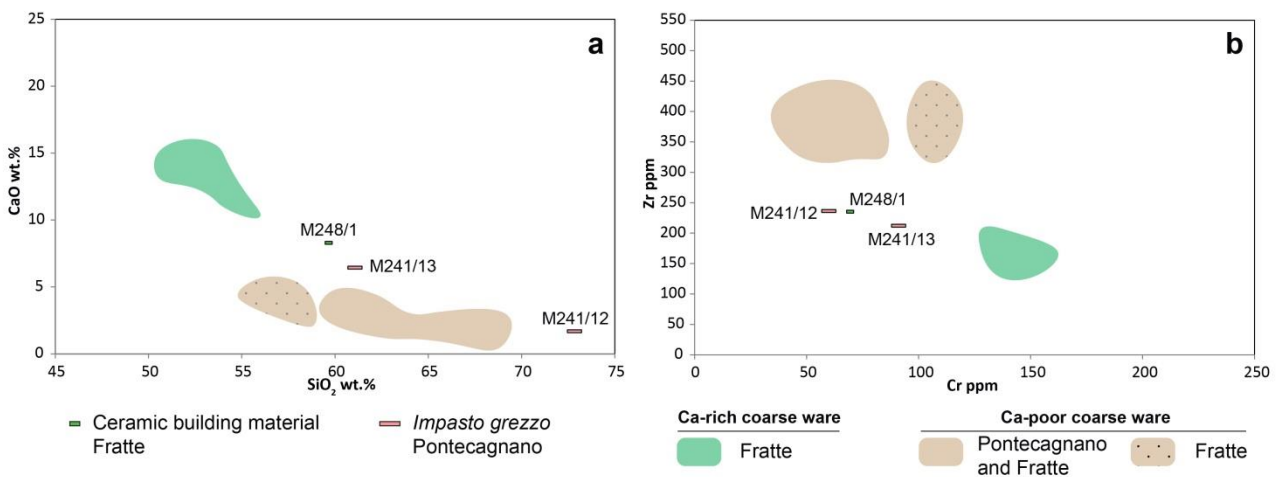 a
25
20
15
10
5
0
CaO wt.%
M248/1
M241/13
M241/12
45 50 55 60 65 70 75
SiO2 wt.%
b
550
500
450
400
350
300
250
200
150
100
50
0
Zr ppm
M241/12
M248/1
M241/13
0 50 100 150 200 250
Cr ppm
Ceramic building material
Fratte
Impasto grezzo
Pontecagnano
Ca-rich coarse ware
Fratte
Ca-poor coarse ware
Pontecagnano
and Fratte
Fratte